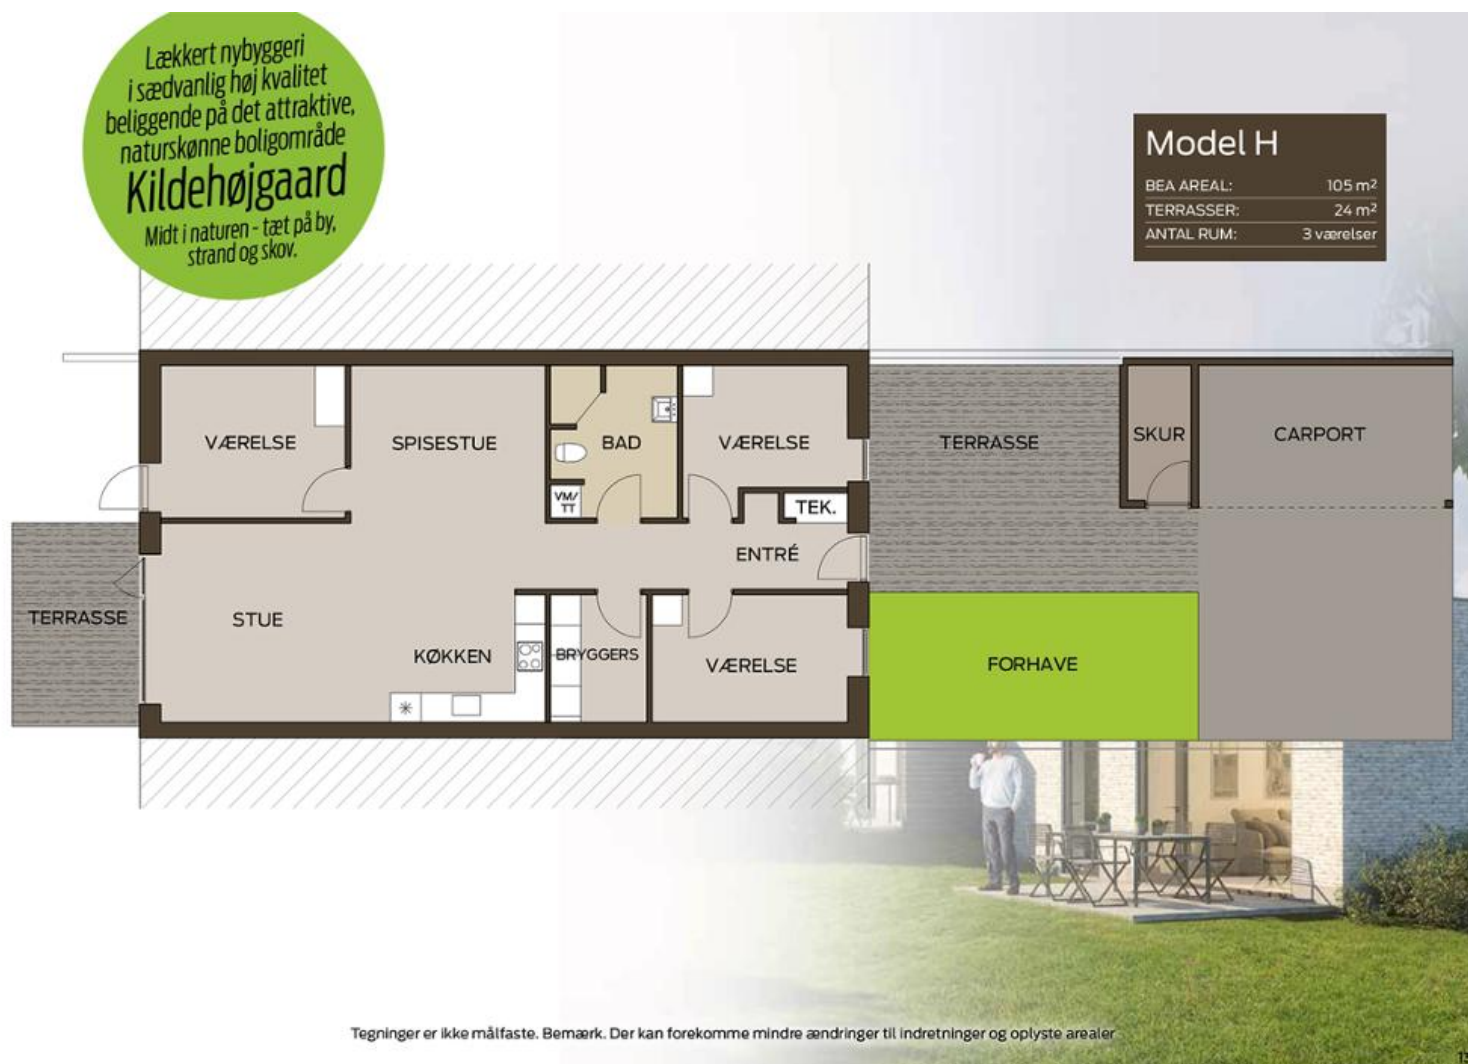 Lækkert nybyggeri
i sædvanlig høj kvalitet
beliggende på det attraktive,
naturskønne boligområde
Kildehøjgaard
Midt i naturen - tæt på by,
strand og skov.
Model H
BEA AREAL: 105 m²
TERRASSER: 24 m²
ANTAL RUM: 3 værelser
VÆRELSE
SPISESTUE
BAD
VÆRELSE
TERRASSE
SKUR
CARPORT
VM/
TT
TEK.
ENTRÉ
TERRASSE
STUE
KØKKEN
BRYGGERS
VÆRELSE
FORHAVE
Tegninger er ikke målfaste. Bemærk. Der kan forekomme mindre ændringer til indretninger og oplyste arealer